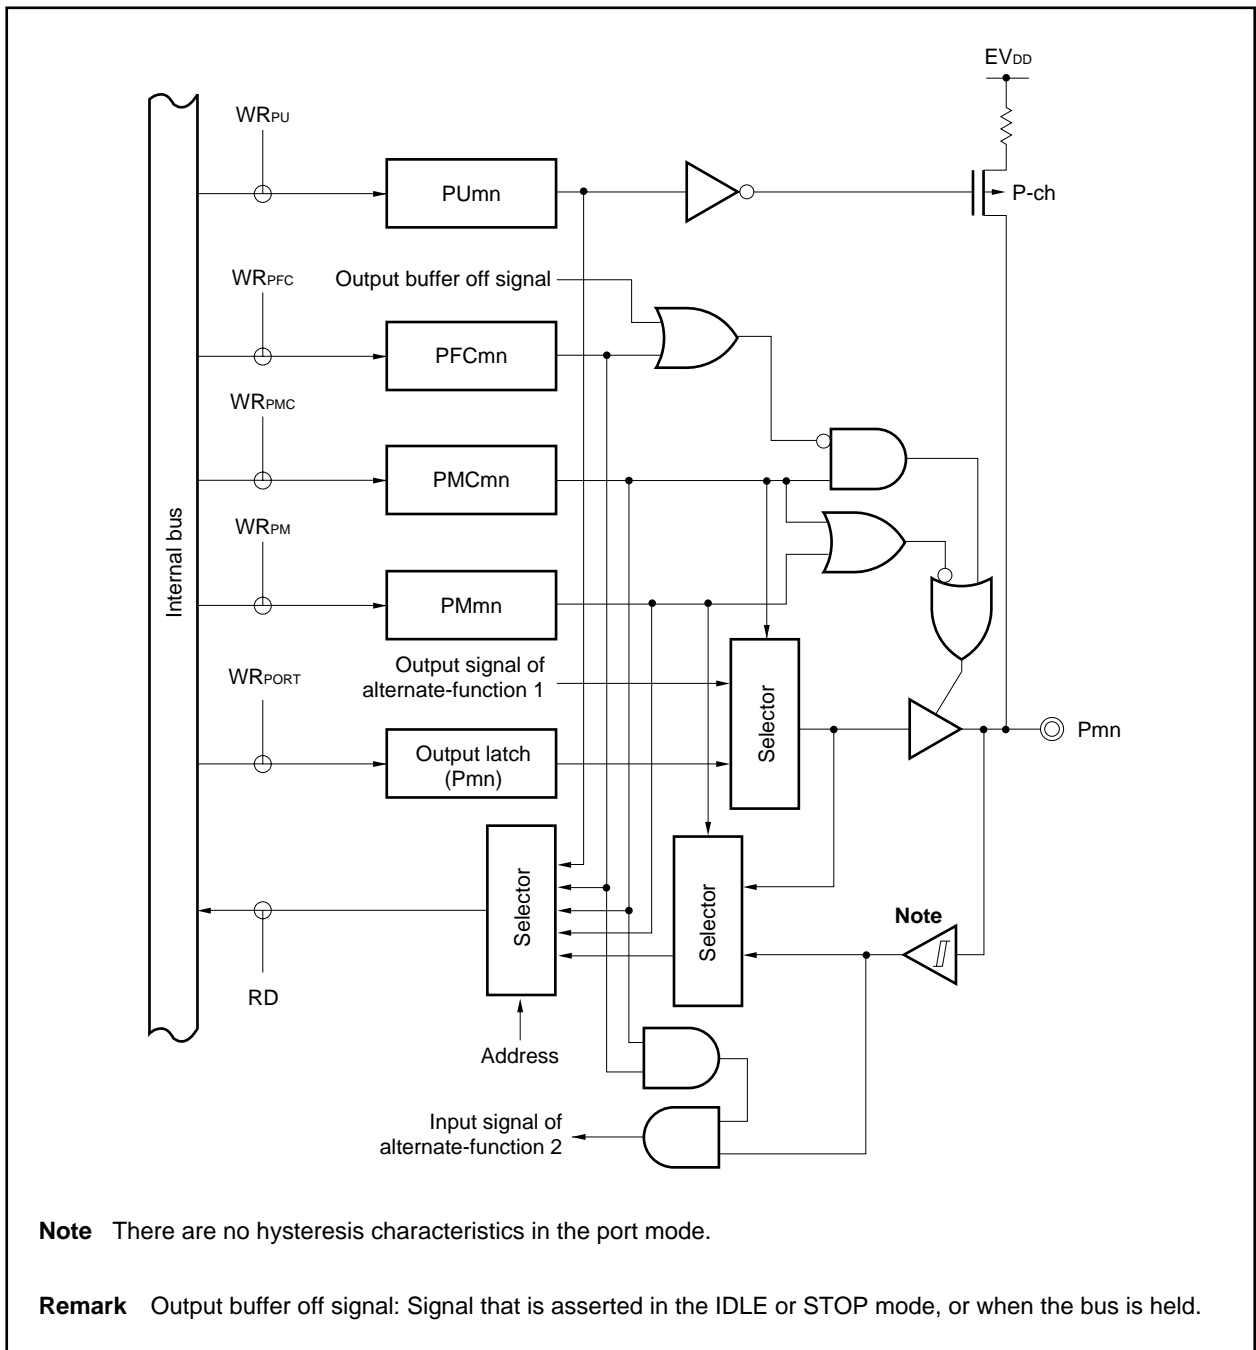 EVDD
WRPU
PUmn
P-ch
WRPFC
Output buffer off signal
PFCmn
WRPMC
PMCmn
WRPM
Internal bus
PMmn
Output signal of
alternate-function 1
WRPORT
Selector
Pmn
Output latch
(Pmn)
Selector
Selector
Note
RD
Address
Input signal of
alternate-function 2
Note There are no hysteresis characteristics in the port mode.
Remark Output buffer off signal: Signal that is asserted in the IDLE or STOP mode, or when the bus is held.